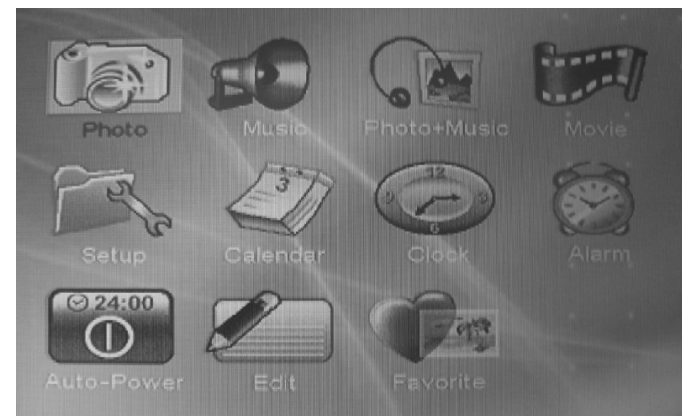 Photo Music Photo+Music Movie
3 12 9 3 6
Setup Calendar Clock Alarm
24:00
Auto-Power Edit Favorite